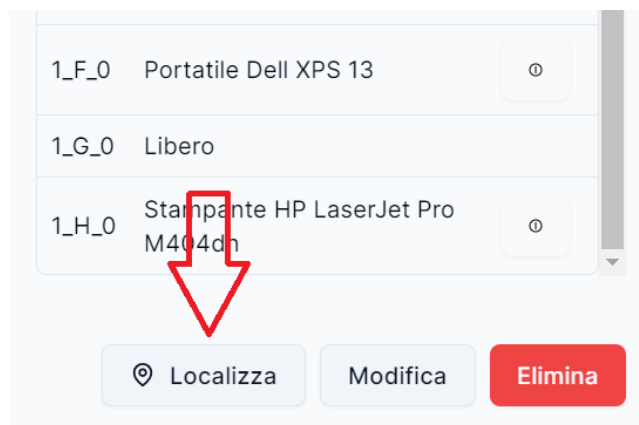 1_F_0 Portatile Dell XPS 13
1_G_0 Libero
1_H_0 Stampante HP LaserJet Pro
M404dn
Localizza Modifica Elimina